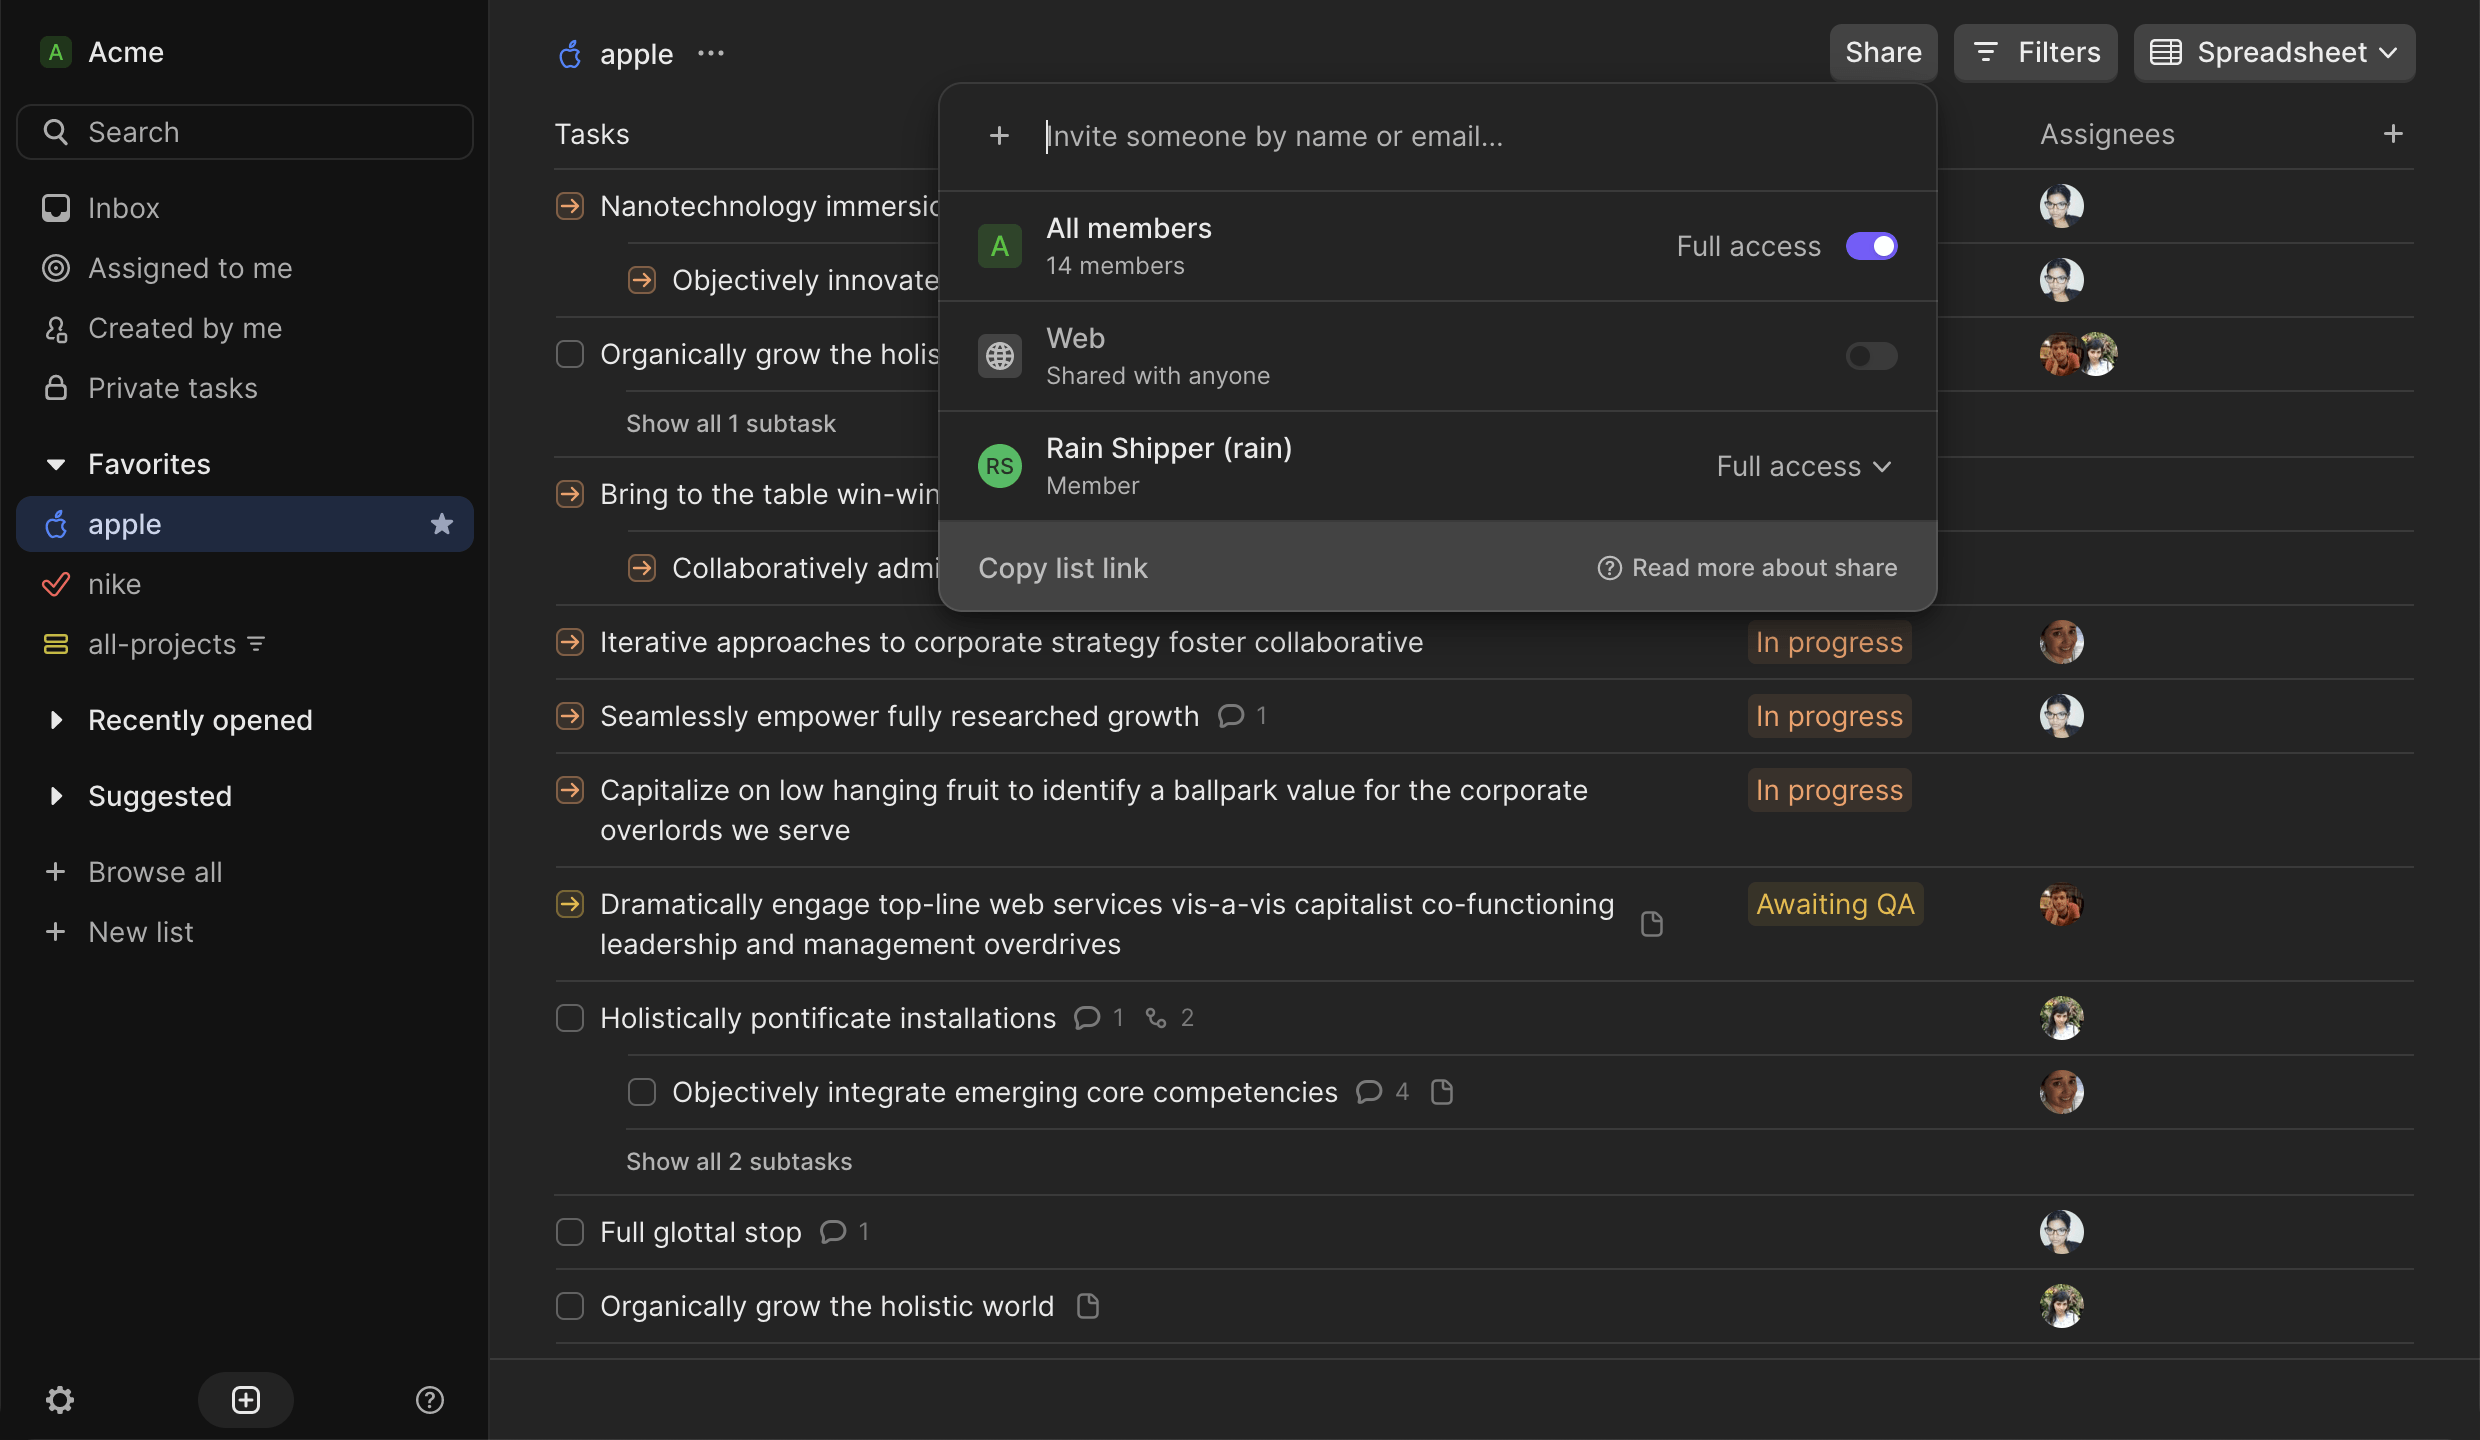 A Acme
Search
Inbox
Assigned to me
Created by me
Private tasks
Favorites
apple
nike
all-projects
Recently opened
Suggested
Browse all
New list
apple ...
Share
Filters
Spreadsheet
Tasks
Assignees
Invite someone by name or email...
A
All members
14 members
Full access
Web
Shared with anyone
RS
Rain Shipper (rain)
Member
Full access
Copy list link
Read more about share
Nanotechnology
Objectively innovate
Organically grow the
Show all 1 subtask
Bring to the table win-win
Collaboratively
Iterative approaches to corporate strategy foster collaborative
In progress
Seamlessly empower fully researched growth 1
In progress
Capitalize on low hanging fruit to identify a ballpark value for the corporate
overlords we serve
In progress
Dramatically engage top-line web services vis-a-vis capitalist co-functioning
leadership and management overdrives
Awaiting QA
Holistically pontificate installations 1 2
Objectively integrate emerging core competencies 4
Show all 2 subtasks
Full glottal stop 1
Organically grow the holistic world